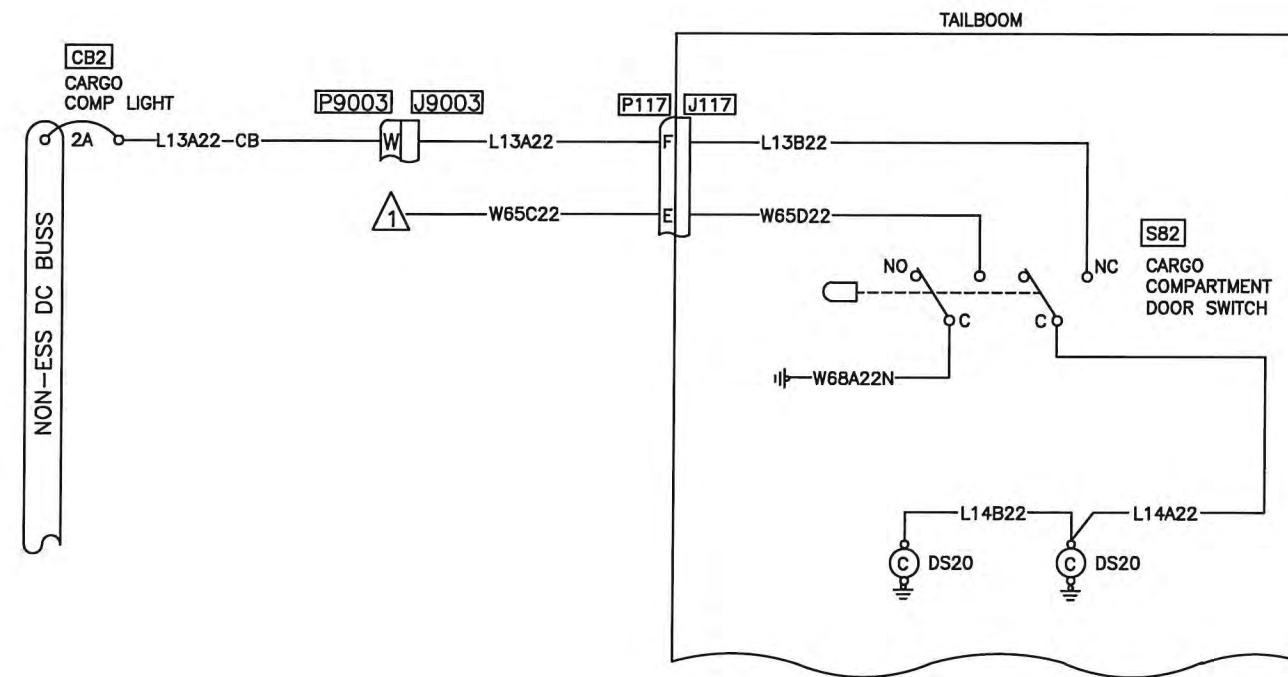 TAILBOOM
CB2
CARGO
COMP LIGHT
P9003 J9003
P117 J117
2A
L13A22-CB
W
L13A22
F
L13B22
1
W65C22
E
W65D22
S82
CARGO
COMPARTMENT
DOOR SWITCH
NO
NC
C
C
W68A22N
NON-ESS DC BUSS
L14B22
L14A22
C DS20
C DS20